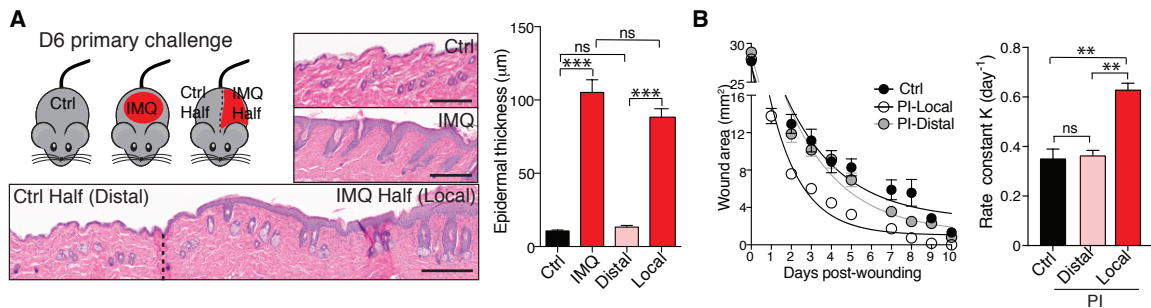 A
D6 primary challenge
Ctrl
IMQ
Ctrl
Half
IMQ
Half
Ctrl
IMQ
Ctrl Half (Distal)
IMQ Half (Local)
Epidermal thickness (µm)
150
100
50
0
ns
ns
***
***
Ctrl
IMQ
Distal
Local
B
Wound area (mm²)
30
25
16
12
8
4
0
Ctrl
PI-Local
PI-Distal
0 1 2 3 4 5 6 7 8 9 10
Days post-wounding
Rate constant K (day⁻¹)
0.8
0.6
0.4
0.2
0.0
**
**
ns
Ctrl
Distal
Local
PI